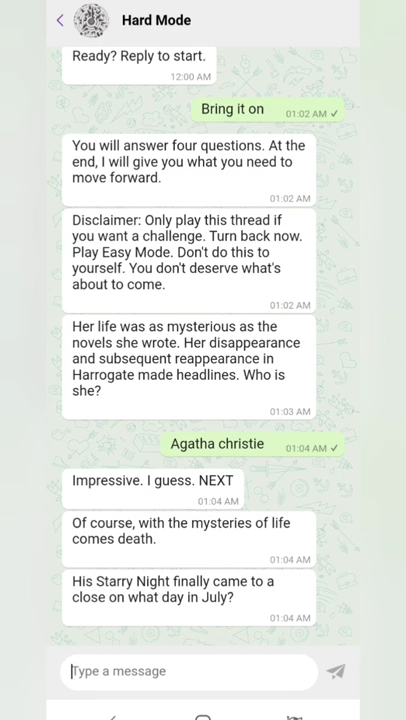 Hard Mode
Ready? Reply to start.
12:00 AM
Bring it on
01:02 AM
You will answer four questions. At the
end, I will give you what you need to
move forward.
01:02 AM
Disclaimer: Only play this thread if
you want a challenge. Turn back now.
Play Easy Mode. Don't do this to
yourself. You don't deserve what's
about to come.
01:02 AM
Her life was as mysterious as the
novels she wrote. Her disappearance
and subsequent reappearance in
Harrogate made headlines. Who is
she?
01:03 AM
Agatha christie
01:04 AM
Impressive. I guess. NEXT
01:04 AM
Of course, with the mysteries of life
comes death.
01:04 AM
His Starry Night finally came to a
close on what day in July?
01:04 AM
Type a message